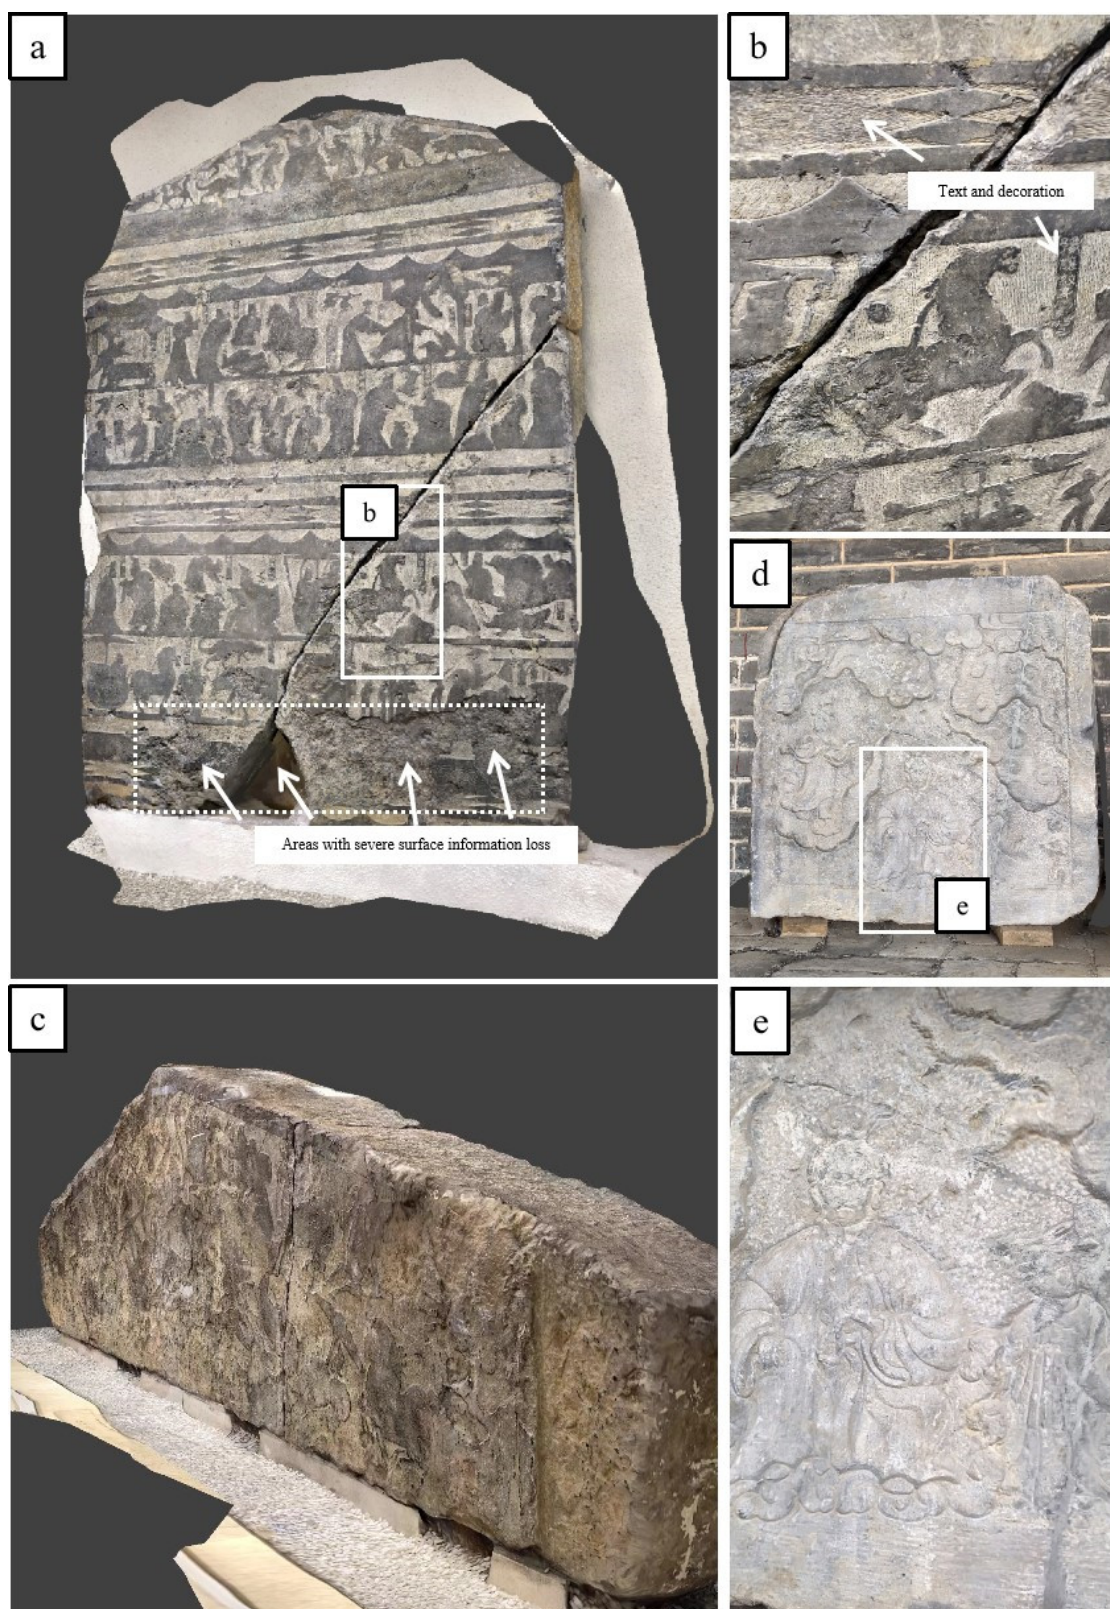 a
b
Text and decoration
b
Areas with severe surface information loss
d
e
c
e